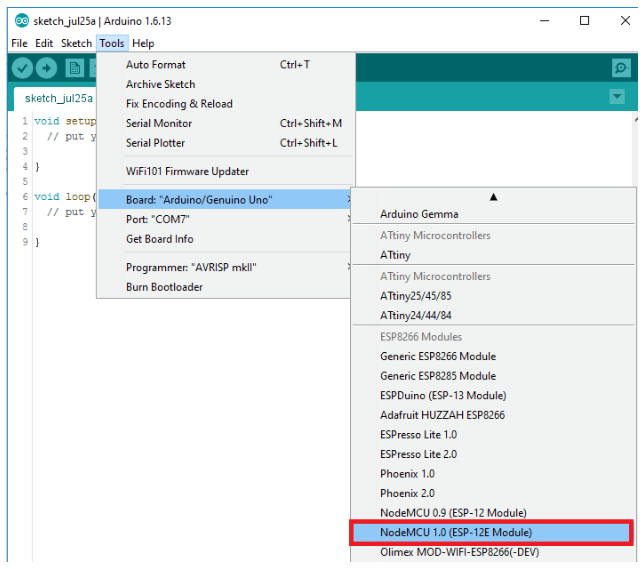 sketch_jul25a | Arduino 1.6.13
File Edit Sketch Tools Help
sketch_jul25a
1 void setup
2 // put y
3
4 }
5
6 void loop(
7 // put y
8
9 }
Auto Format Ctrl+T
Archive Sketch
Fix Encoding & Reload
Serial Monitor Ctrl+Shift+M
Serial Plotter Ctrl+Shift+L
WiFi101 Firmware Updater
Board: "Arduino/Genuino Uno"
Port: "COM7"
Get Board Info
Programmer: "AVRISP mkII"
Burn Bootloader
Arduino Gemma
ATtiny Microcontrollers
ATtiny
ATtiny Microcontrollers
ATtiny25/45/85
ATtiny24/44/84
ESP8266 Modules
Generic ESP8266 Module
Generic ESP8285 Module
ESPDuino (ESP-13 Module)
Adafruit HUZZAH ESP8266
ESPresso Lite 1.0
ESPresso Lite 2.0
Phoenix 1.0
Phoenix 2.0
NodeMCU 0.9 (ESP-12 Module)
NodeMCU 1.0 (ESP-12E Module)
Olimex MOD-WIFI-ESP8266(-DEV)